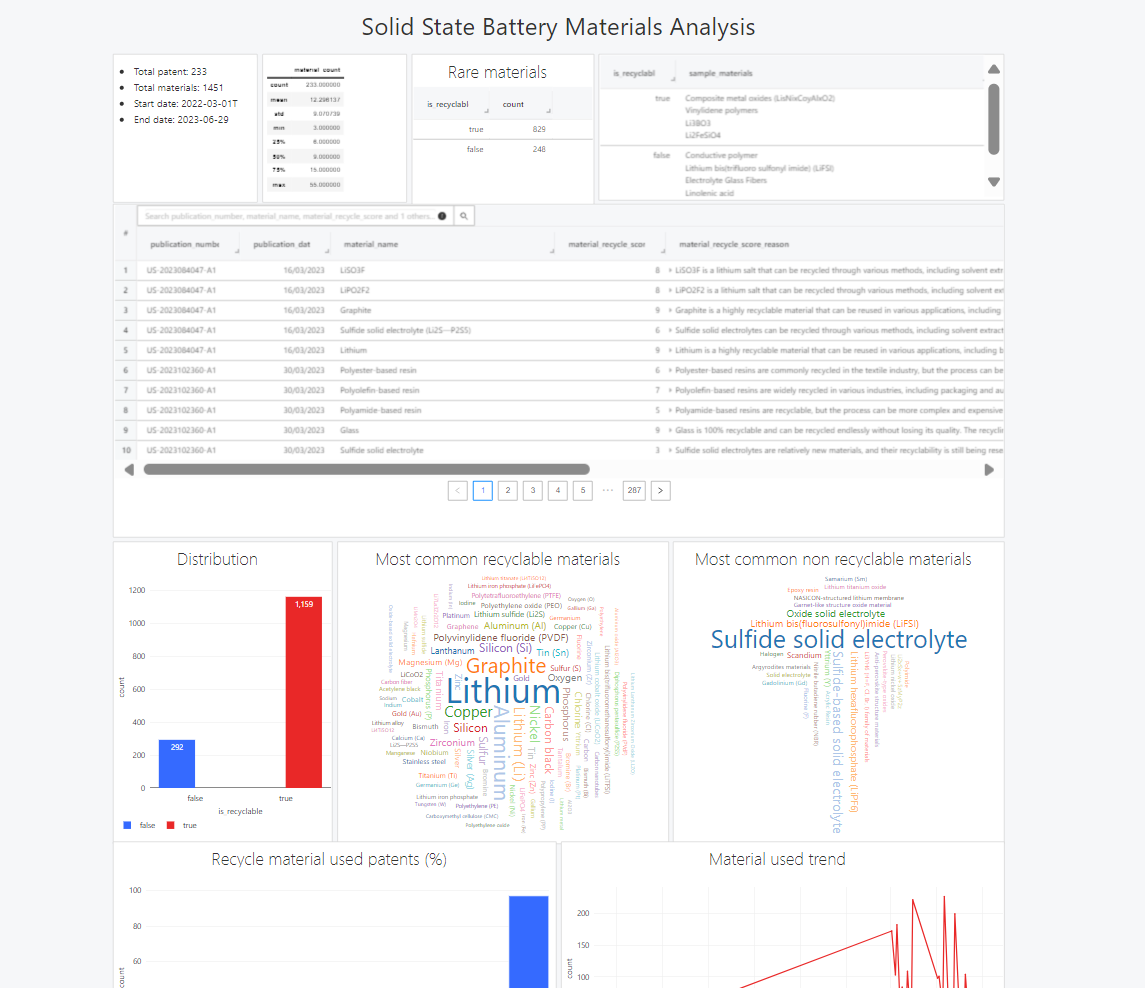 Solid State Battery Materials Analysis
Total patent: 233
Total materials: 1451
Start date: 2022-03-01T
End date: 2023-06-29
material_count
count 233.000000
mean 12.296137
std 9.070739
min 3.000000
25% 6.000000
50% 9.000000
75% 15.000000
max 56.000000
Rare materials
is_recyclabl count
true 829
false 248
is_recyclabl sample_materials
true Composite metal oxides (LisNixCoyAlxO2)
Vinylidene polymers
Li3BO3
Li2FeSiO4
false Conductive polymer
Lithium bis(trifluoro sulfonyl imide) (LiFSI)
Electrolyte Glass Fibers
Linolenic acid
Search publication_number, material_name, material_recycle_score and 1 others...
# publication_numbe publication_dat material_name material_recycle_scor material_recycle_score_reason
1 US-2023084047-A1 16/03/2023 LiSO3F 8 LiSO3F is a lithium salt that can be recycled through various methods, including solvent extr
2 US-2023084047-A1 16/03/2023 LiPO2F2 8 LiPO2F2 is a lithium salt that can be recycled through various methods, including solvent ex
3 US-2023084047-A1 16/03/2023 Graphite 9 Graphite is a highly recyclable material that can be reused in various applications, including
4 US-2023084047-A1 16/03/2023 Sulfide solid electrolyte (Li2S—P2S5) 6 Sulfide solid electrolytes can be recycled through various methods, including solvent extract
5 US-2023084047-A1 16/03/2023 Lithium 9 Lithium is a highly recyclable material that can be reused in various applications, including b
6 US-2023102360-A1 30/03/2023 Polyester-based resin 6 Polyester-based resins are commonly recycled in the textile industry, but the process can be
7 US-2023102360-A1 30/03/2023 Polyolefin-based resin 7 Polyolefin-based resins are widely recycled in various industries, including packaging and au
8 US-2023102360-A1 30/03/2023 Polyamide-based resin 5 Polyamide-based resins are recyclable, but the process can be more complex and expensive
9 US-2023102360-A1 30/03/2023 Glass 9 Glass is 100% recyclable and can be recycled endlessly without losing its quality. The recyclin
10 US-2023102360-A1 30/03/2023 Sulfide solid electrolyte 3 Sulfide solid electrolytes are relatively new materials, and their recyclability is still being rese
< 1 2 3 4 5 ··· 287 >
Distribution
1200
1000
800
600
400
200
0
count
292
1,159
false true
is_recyclable
false true
Most common recyclable materials
Lithium titanate (Li4Ti5O12)
Lithium iron phosphate (LiFePO4)
Polytetrafluoroethylene (PTFE)
Iodine
Polyethylene oxide (PEO)
Oxygen (O)
Gallium (Ga)
Platinum
Lithium sulfide (Li2S)
Germanium
Graphene
Aluminum (Al)
Copper (Cu)
Polyvinylidene fluoride (PVDF)
Lanthanum
Silicon (Si)
Tin (Sn)
Magnesium (Mg)
Graphite
Sulfur (S)
LiCoO2
Gold
Oxygen
Carbon fiber
Acetylene black
Lithium
Sodium
Cobalt
Indium
Gold (Au)
Copper
Lithium alloy
Bismuth
Silicon
Calcium (Ca)
Zirconium
Li2S—P2S5
Manganese
Niobium
Stainless steel
Titanium (Ti)
Germanium (Ge)
Lithium iron phosphate
Tungsten (W)
Polyethylene (PE)
Carboxymethyl cellulose (CMC)
Polyethylene oxide
Phosphorus (P)
Titanium
Zinc
Iron
Silver
Silver (Ag)
Sulfur
Bromine
Aluminum
Nickel (Ni)
Lithium (Li)
LiFePO4
Nickel
Tin
Zinc (Zn)
Carbon black
Phosphorus
Chlorine
Carbon
Most common non recyclable materials
Samarium (Sm)
Epoxy resin
Lithium titanium oxide
NASICON-structured lithium membrane
Garnet-like structure oxide material
Oxide solid electrolyte
Lithium bis(fluorosulfonyl)imide (LiFSI)
Sulfide solid electrolyte
Halogen
Scandium
Argyrodites materials
Solid electrolyte
Gadolinium (Gd)
Nitrile butadiene rubber (NBR)
Yttrium (Y)
Sulfide-based solid electrolyte
Lithium hexafluorophosphate (LiPF6)
Recycle material used patents (%)
100
80
60
count
Material used trend
200
150
100
count